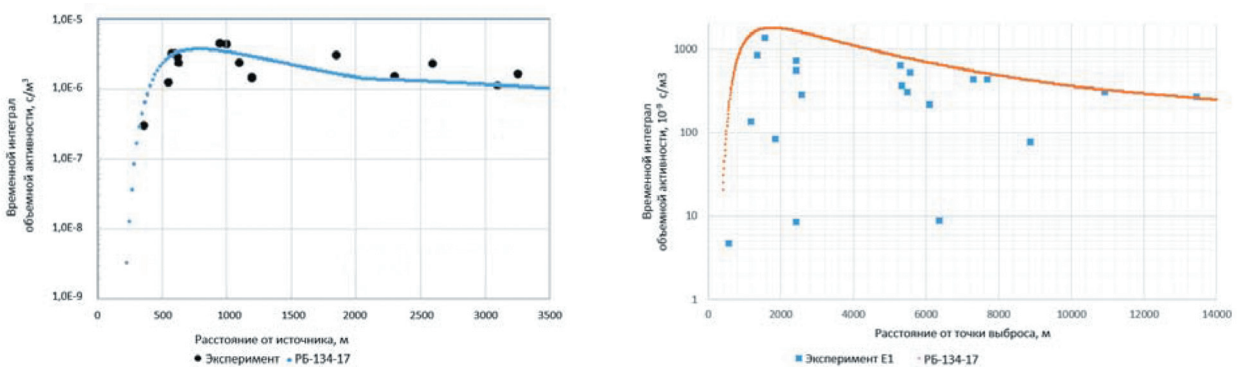 Временной интеграл
объемной активности, с/м³
1,0E-5
1,0E-6
1,0E-7
1,0E-8
1,0E-9
0 500 1000 1500 2000 2500 3000 3500
Расстояние от источника, м
Эксперимент РБ-134-17
Временной интеграл
объемной активности, 10⁻⁹ с/м3
1000
100
10
1
0 2000 4000 6000 8000 10000 12000 14000
Расстояние от точки выброса, м
Эксперимент Е1 РБ-134-17